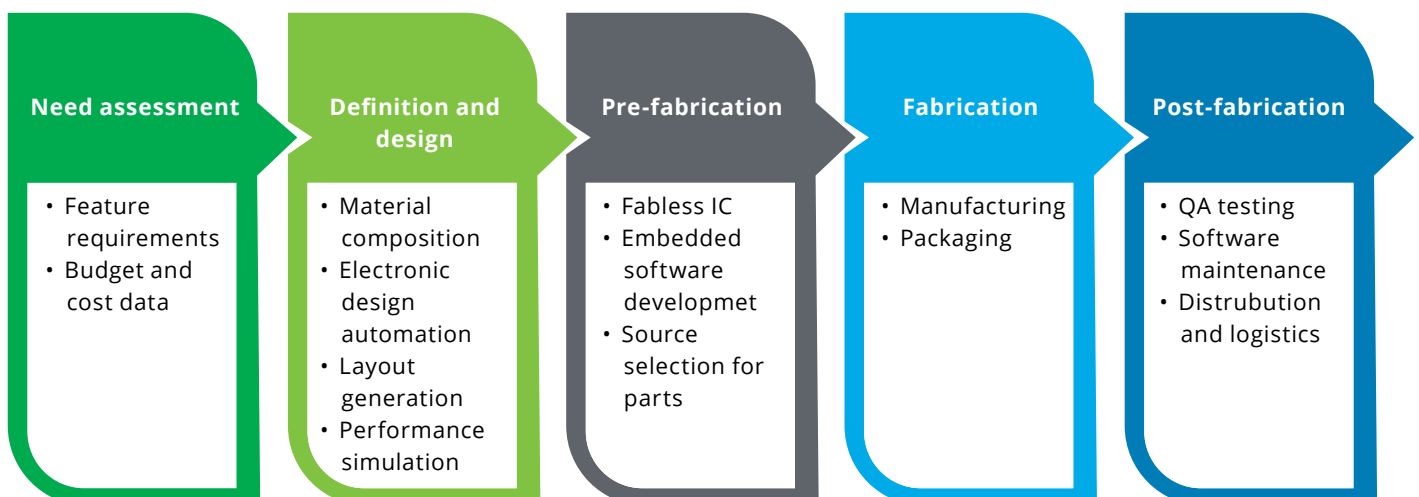 Need assessment
• Feature
requirements
• Budget and
cost data
Definition and
design
• Material
composition
• Electronic
design
automation
• Layout
generation
• Performance
simulation
Pre-fabrication
• Fabless IC
• Embedded
software
developmet
• Source
selection for
parts
Fabrication
• Manufacturing
• Packaging
Post-fabrication
• QA testing
• Software
maintenance
• Distrubution
and logistics